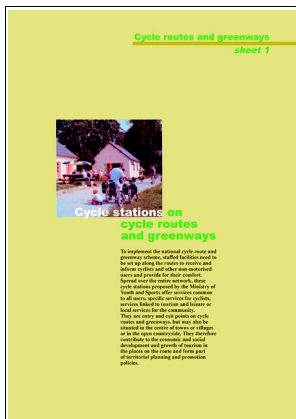 Cycle routes and greenways
sheet 1
Cycle stations on
cycle routes
and greenways
To implement the national cycle route and
greenway scheme, staffed facilities need to
be set up along the routes to receive and
inform cyclists and other non-motorised
users and provide for their comfort.
Spread over the entire network, these
cycle stations proposed by the Ministry of
Youth and Sports offer services common
to all users, specific services for cyclists,
services linked to tourism and leisure or
local services for the community.
They are entry and exit points on cycle
routes and greenways, but may also be
situated in the centre of towns or villages
or in the open countryside. They therefore
contribute to the economic and social
development and growth of tourism in
the places on the route and form part
of territorial planning and promotion
policies.